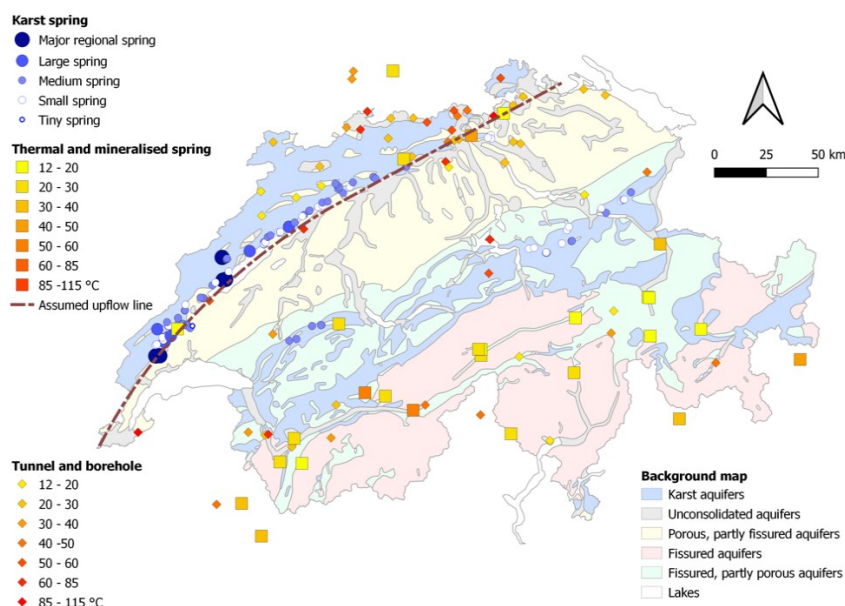 Karst spring
Major regional spring
Large spring
Medium spring
Small spring
Tiny spring
Thermal and mineralised spring
12 - 20
20 - 30
30 - 40
40 - 50
50 - 60
60 - 85
85 -115 °C
Assumed upflow line
0 25 50 km
Tunnel and borehole
12 - 20
20 - 30
30 - 40
40 -50
50 - 60
60 - 85
85 - 115 °C
Background map
Karst aquifers
Unconsolidated aquifers
Porous, partly fissured aquifers
Fissured aquifers
Fissured, partly porous aquifers
Lakes